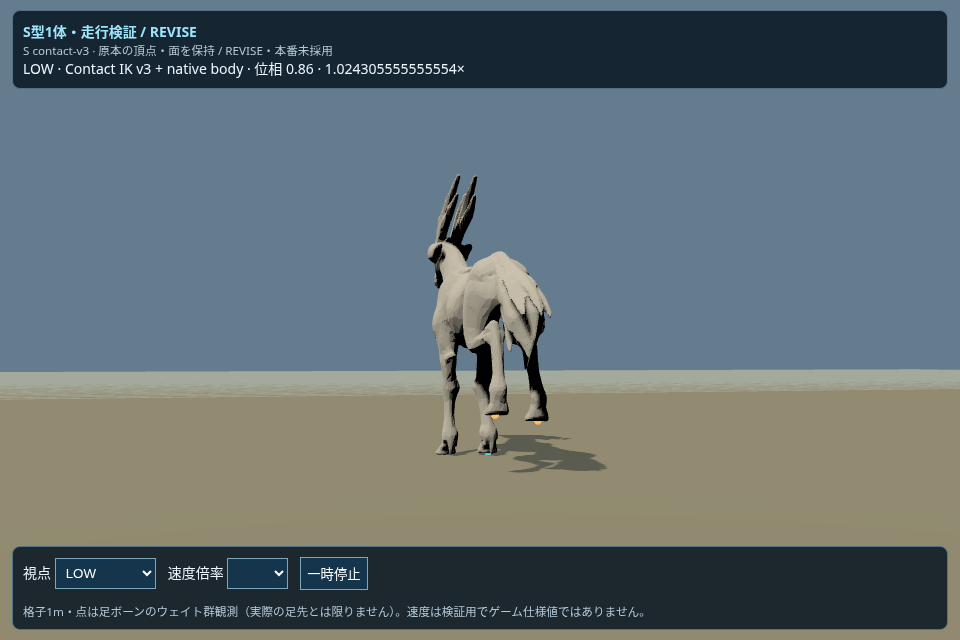 S型1体・走行検証 / REVISE
S contact-v3 · 原本の頂点・面を保持 / REVISE・本番未採用
LOW · Contact IK v3 + native body · 位相 0.86 · 1.024305555555554×
視点 LOW 速度倍率 一時停止
格子1m・点は足ボーンのウェイト群観測（実際の足先とは限りません）。速度は検証用でゲーム仕様値ではありません。